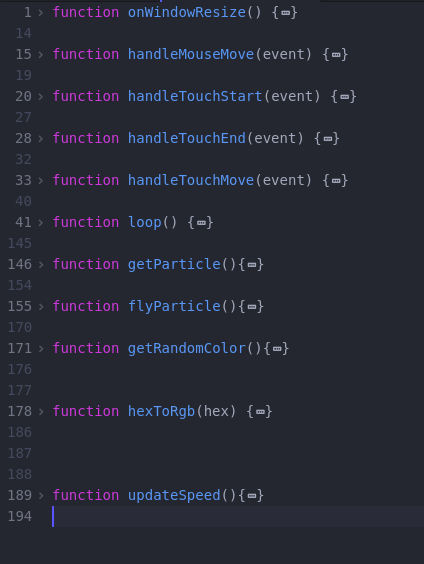 1 › function onWindowResize() {⋯}
14
15 › function handleMouseMove(event) {⋯}
19
20 › function handleTouchStart(event) {⋯}
27
28 › function handleTouchEnd(event) {⋯}
32
33 › function handleTouchMove(event) {⋯}
40
41 › function loop() {⋯}
145
146 › function getParticle(){⋯}
154
155 › function flyParticle(){⋯}
170
171 › function getRandomColor(){⋯}
176
177
178 › function hexToRgb(hex) {⋯}
186
187
188
189 › function updateSpeed(){⋯}
194